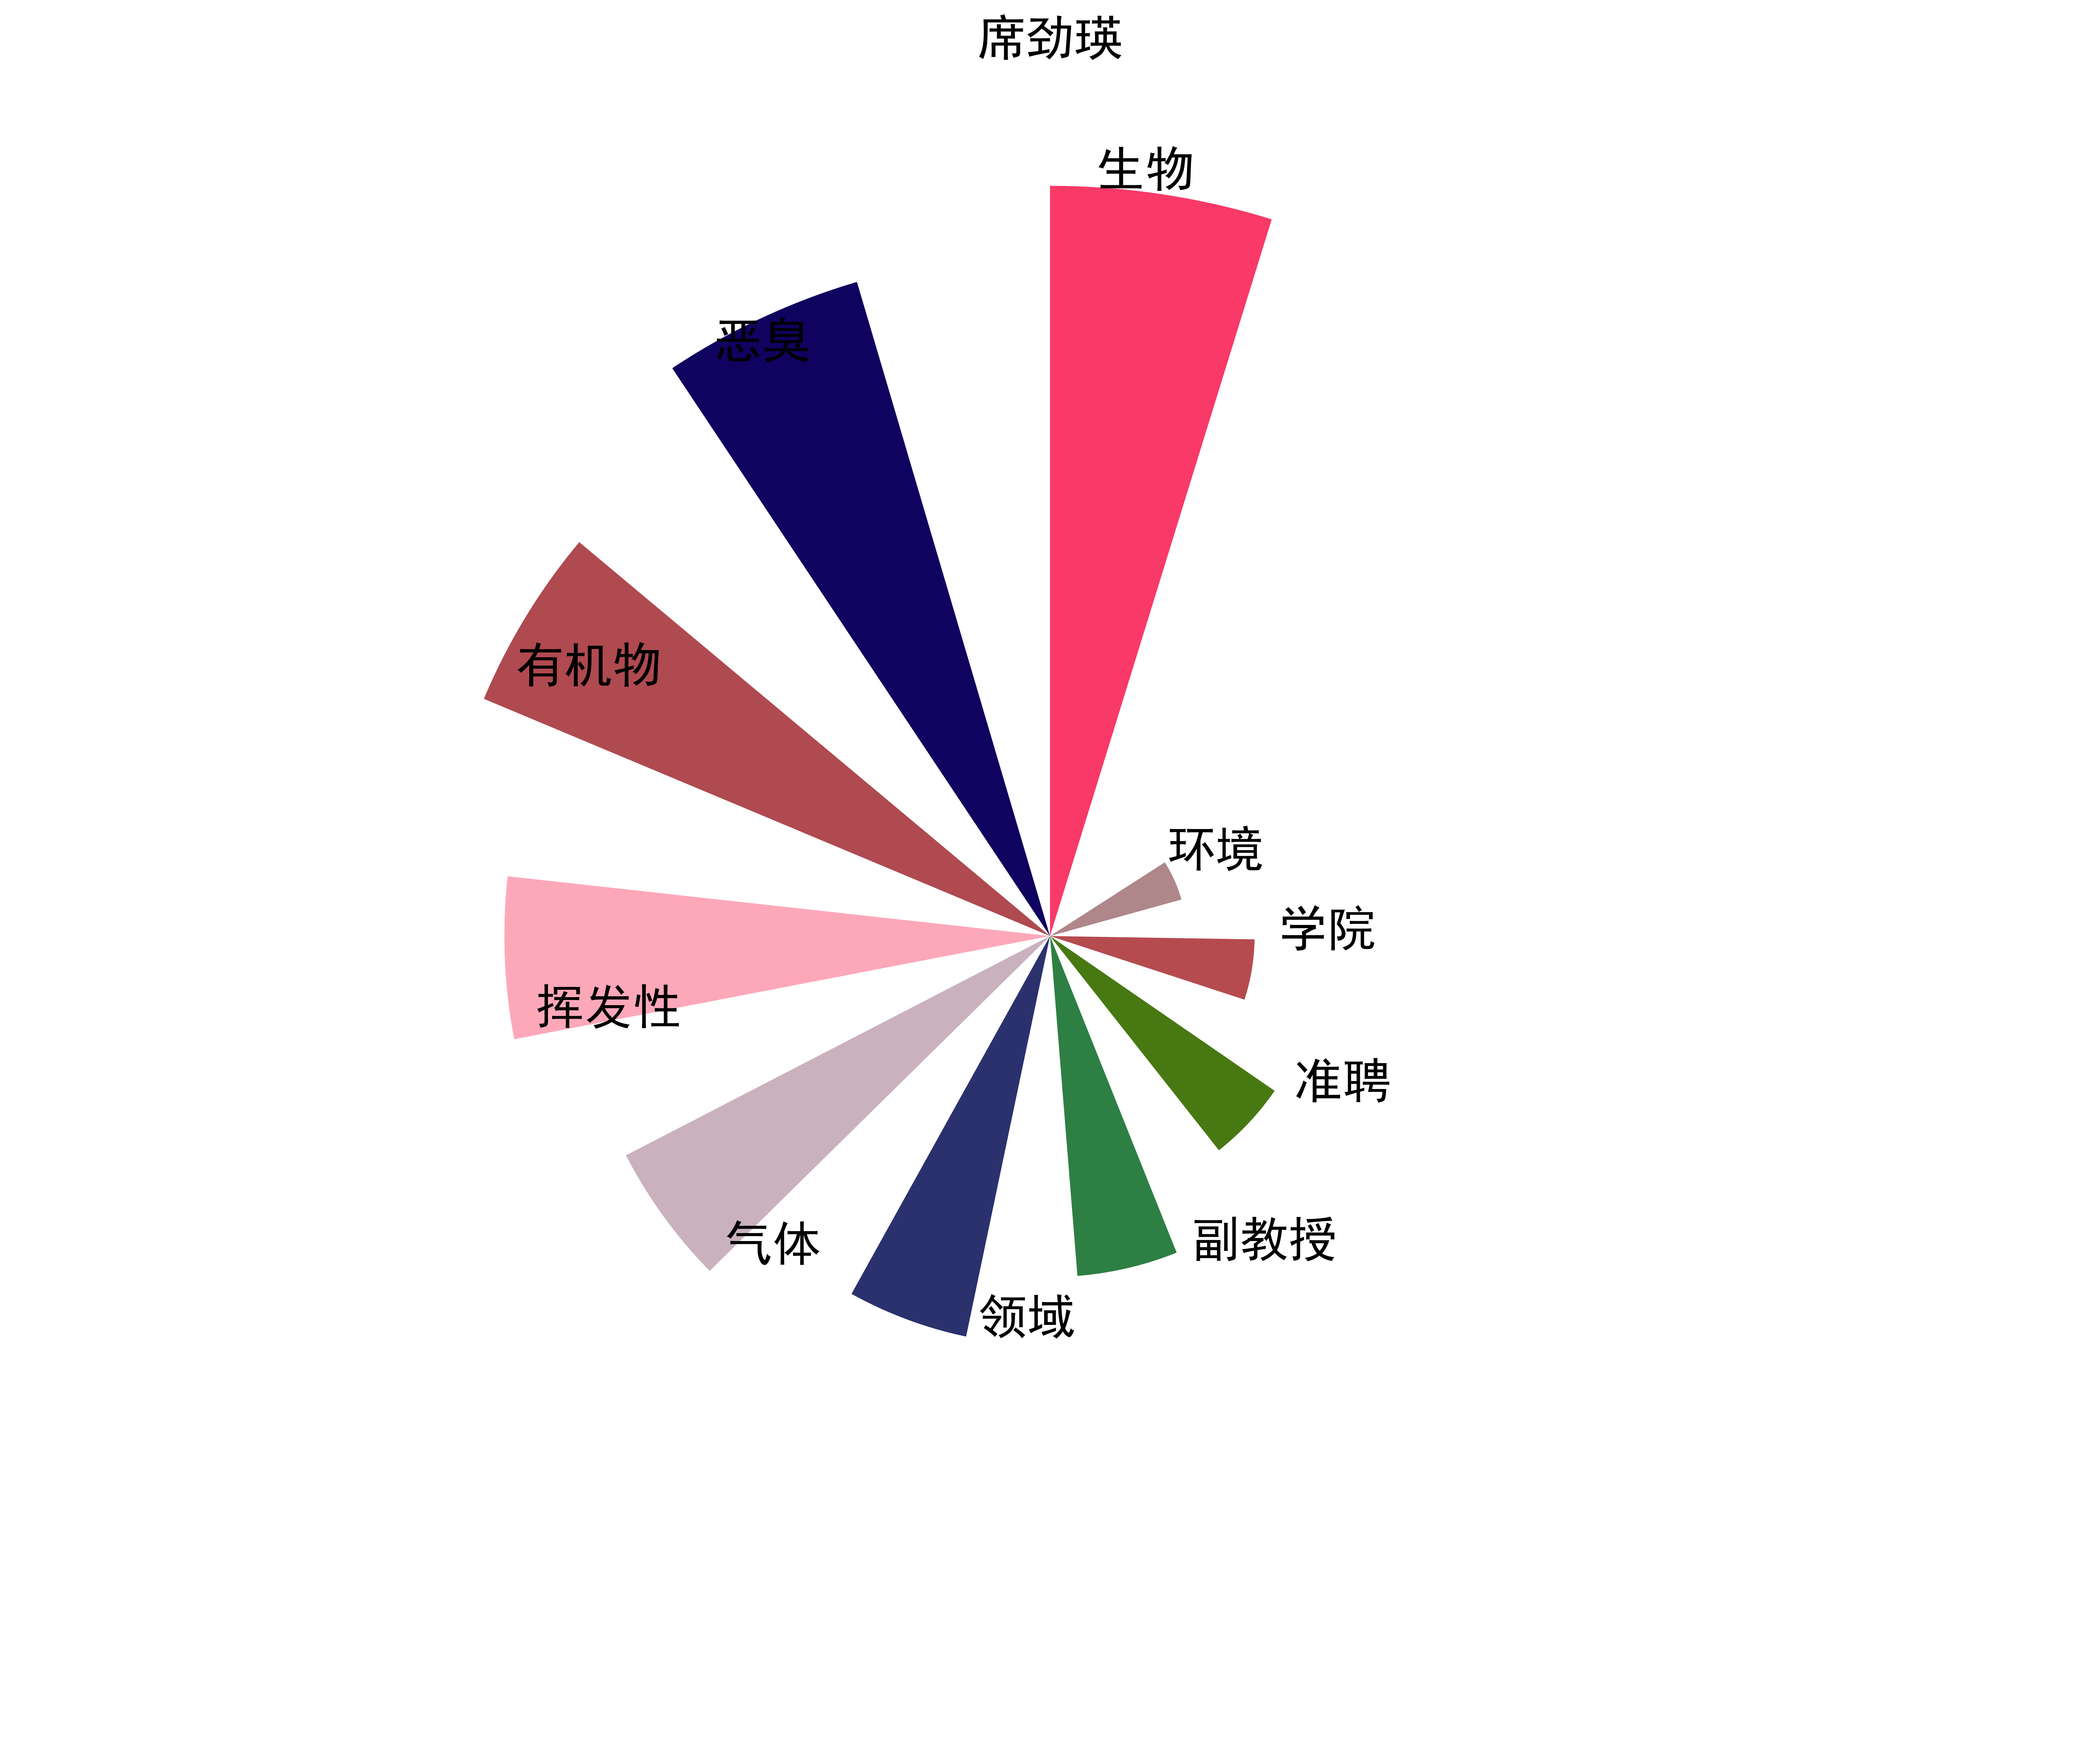 席劲瑛
生物
恶臭
有机物
环境
学院
挥发性
准聘
副教授
气体
领域